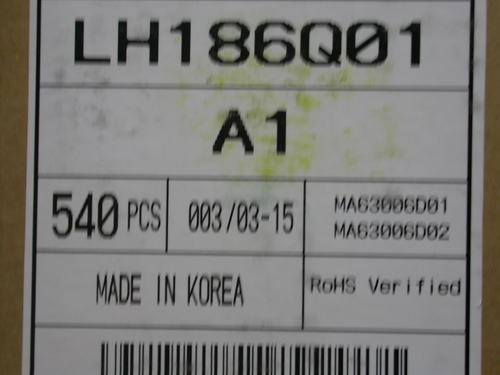 LH186Q01
A1
540 PCS 003/03-15 MA63006D01
MA63006D02
MADE IN KOREA RoHS Verified